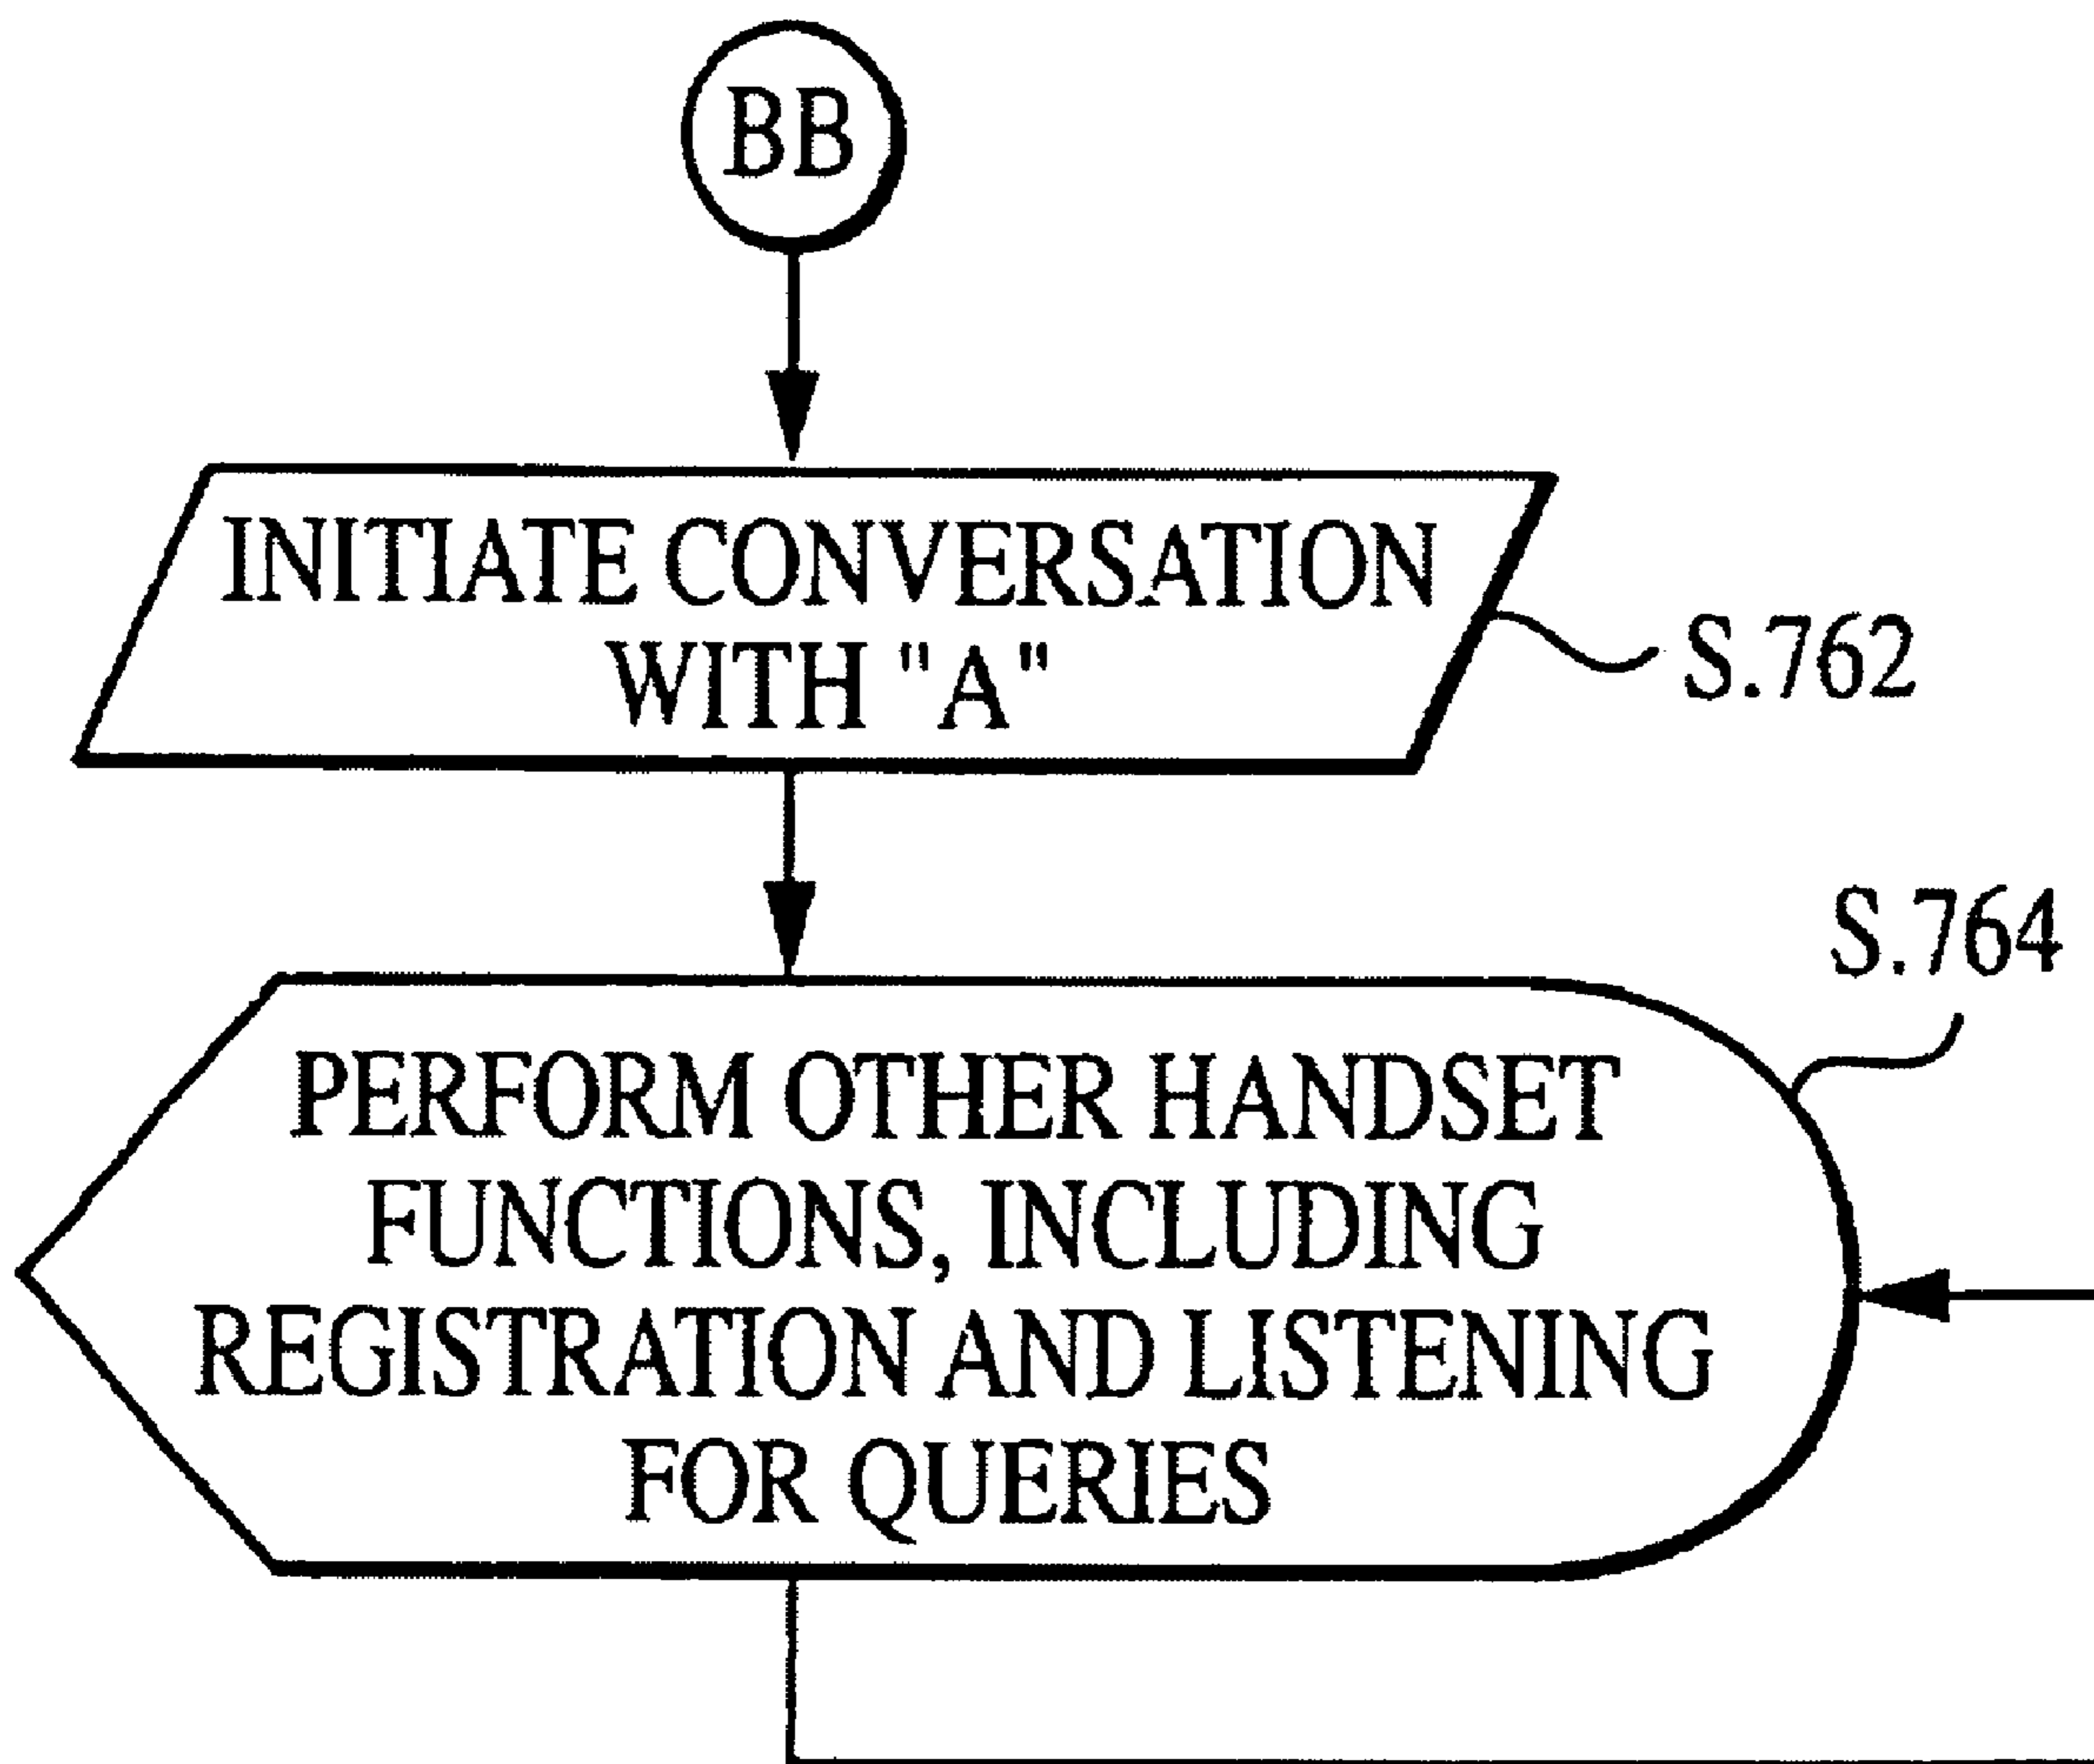 BB
INITIATE CONVERSATION
WITH "A"
S.762
S.764
PERFORM OTHER HANDSET
FUNCTIONS, INCLUDING
REGISTRATION AND LISTENING
FOR QUERIES